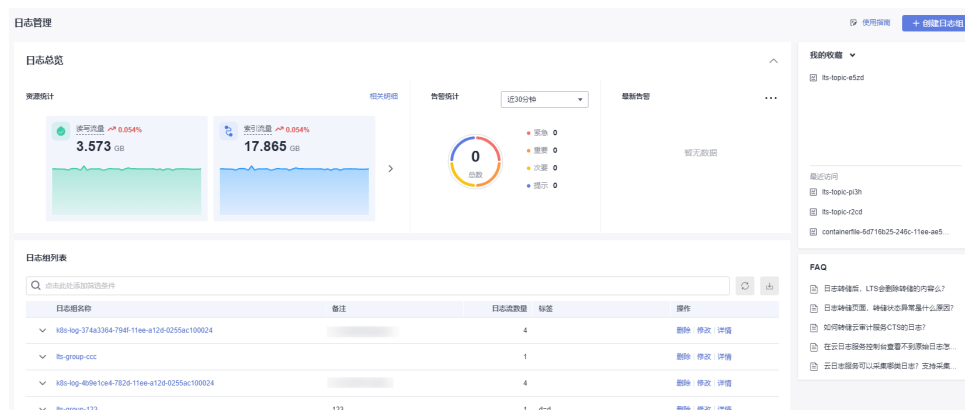 日志管理
使用指南
+ 创建日志组
日志总览
资源统计
相关明细
读写流量 0.054%
3.573 GB
索引流量 0.054%
17.865 GB
告警统计
近30分钟
0
总数
紧急 0
重要 0
次要 0
提示 0
最新告警
...
暂无数据
我的收藏
lts-topic-e5zd
最近访问
lts-topic-pi3h
lts-topic-r2cd
containerfile-6d716b25-246c-11ee-ae5...
日志组列表
点击此处添加筛选条件
日志组名称 备注 日志流数量 标签 操作
k8s-log-374a3364-794f-11ee-a12d-0255ac100024 4 删除 修改 详情
lts-group-ccc 1 删除 修改 详情
k8s-log-4b9e1ce4-782d-11ee-a12d-0255ac100024 4 删除 修改 详情
lts-group-123 123 1 d=d 删除 修改 详情
FAQ
日志转储后，LTS会删除转储的内容么？
日志转储页面，转储状态异常是什么原因？
如何转储云审计服务CTS的日志？
在云日志服务控制台查看不到原始日志怎...
云日志服务可以采集哪类日志？支持采集...